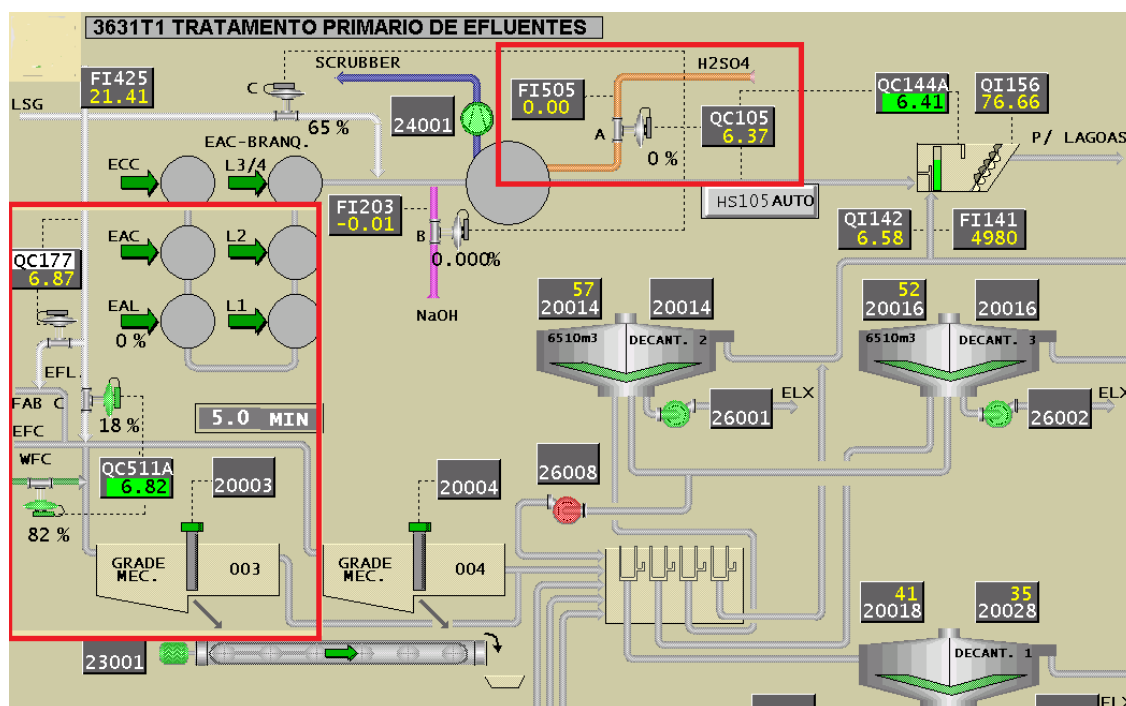 3631T1 TRATAMENTO PRIMARIO DE EFLUENTES
FI425
21.41
LSG
C
65 %
SCRUBBER
24001
FI505
0.00
H2SO4
A
0 %
QC105
6.37
QC144A
6.41
QI156
76.66
P/ LAGOAS
EAC-BRANQ.
ECC
L3/4
HS105 AUTO
FI203
-0.01
B
0.000%
NaOH
QI142
6.58
FI141
4980
QC177
6.87
EAC
L2
EAL
0 %
L1
57
20014
20014
52
20016
20016
6510m3
DECANT. 2
6510m3
DECANT. 3
EFL.
FAB C
18 %
5.0 MIN
26001
ELX
26002
ELX
EFC
WFC
QC511A
6.82
82 %
20003
20004
26008
GRADE
MEC.
003
GRADE
MEC.
004
41
20018
35
20028
23001
DECANT. 1
ELX